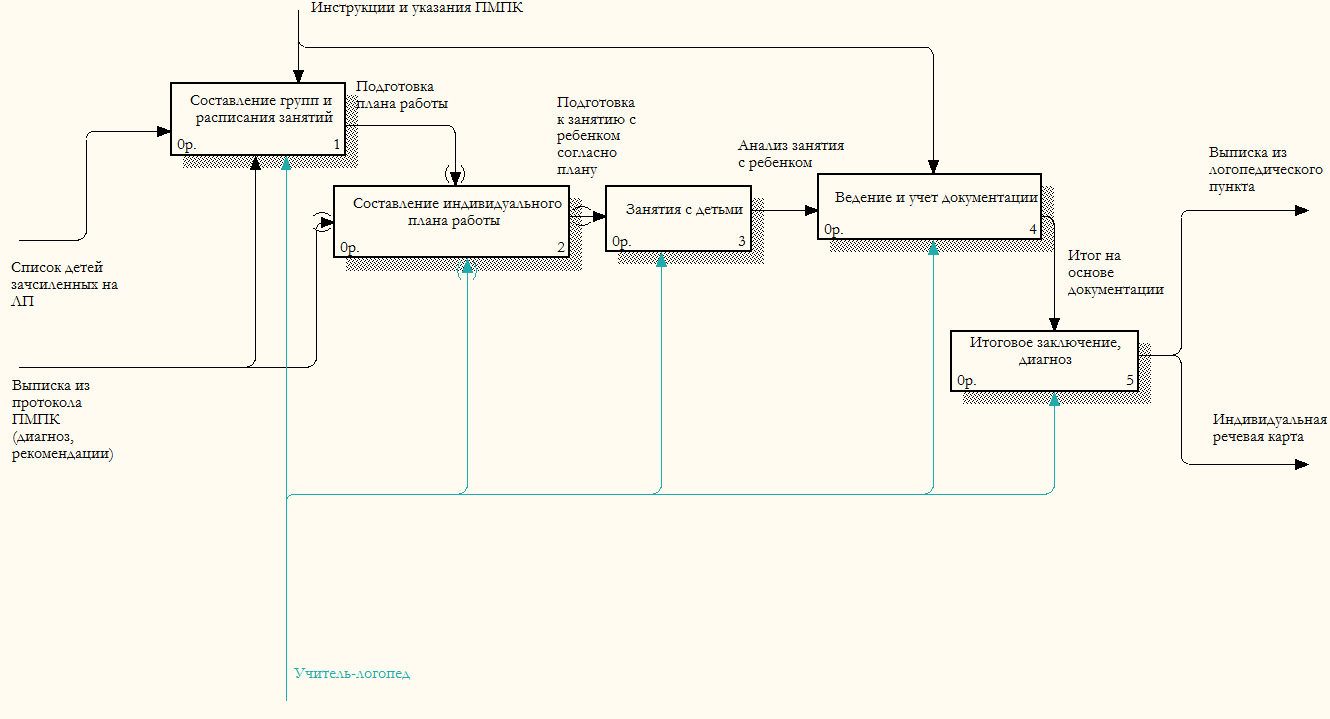 Инструкции и указания ПМПК
Составление групп и
расписания занятий
0р.
1
Подготовка
плана работы
Подготовка
к занятию с
ребенком
согласно
плану
Составление индивидуального
плана работы
0р.
2
Занятия с детьми
0р.
3
Анализ занятия
с ребенком
Ведение и учет документации
0р.
4
Выписка из
логопедического
пункта
Список детей
зачсиленных на
ЛП
Итог на
основе
документации
Итоговое заключение,
диагноз
0р.
5
Выписка из
протокола
ПМПК
(диагноз,
рекомендации)
Индивидуальная
речевая карта
Учитель-логопед